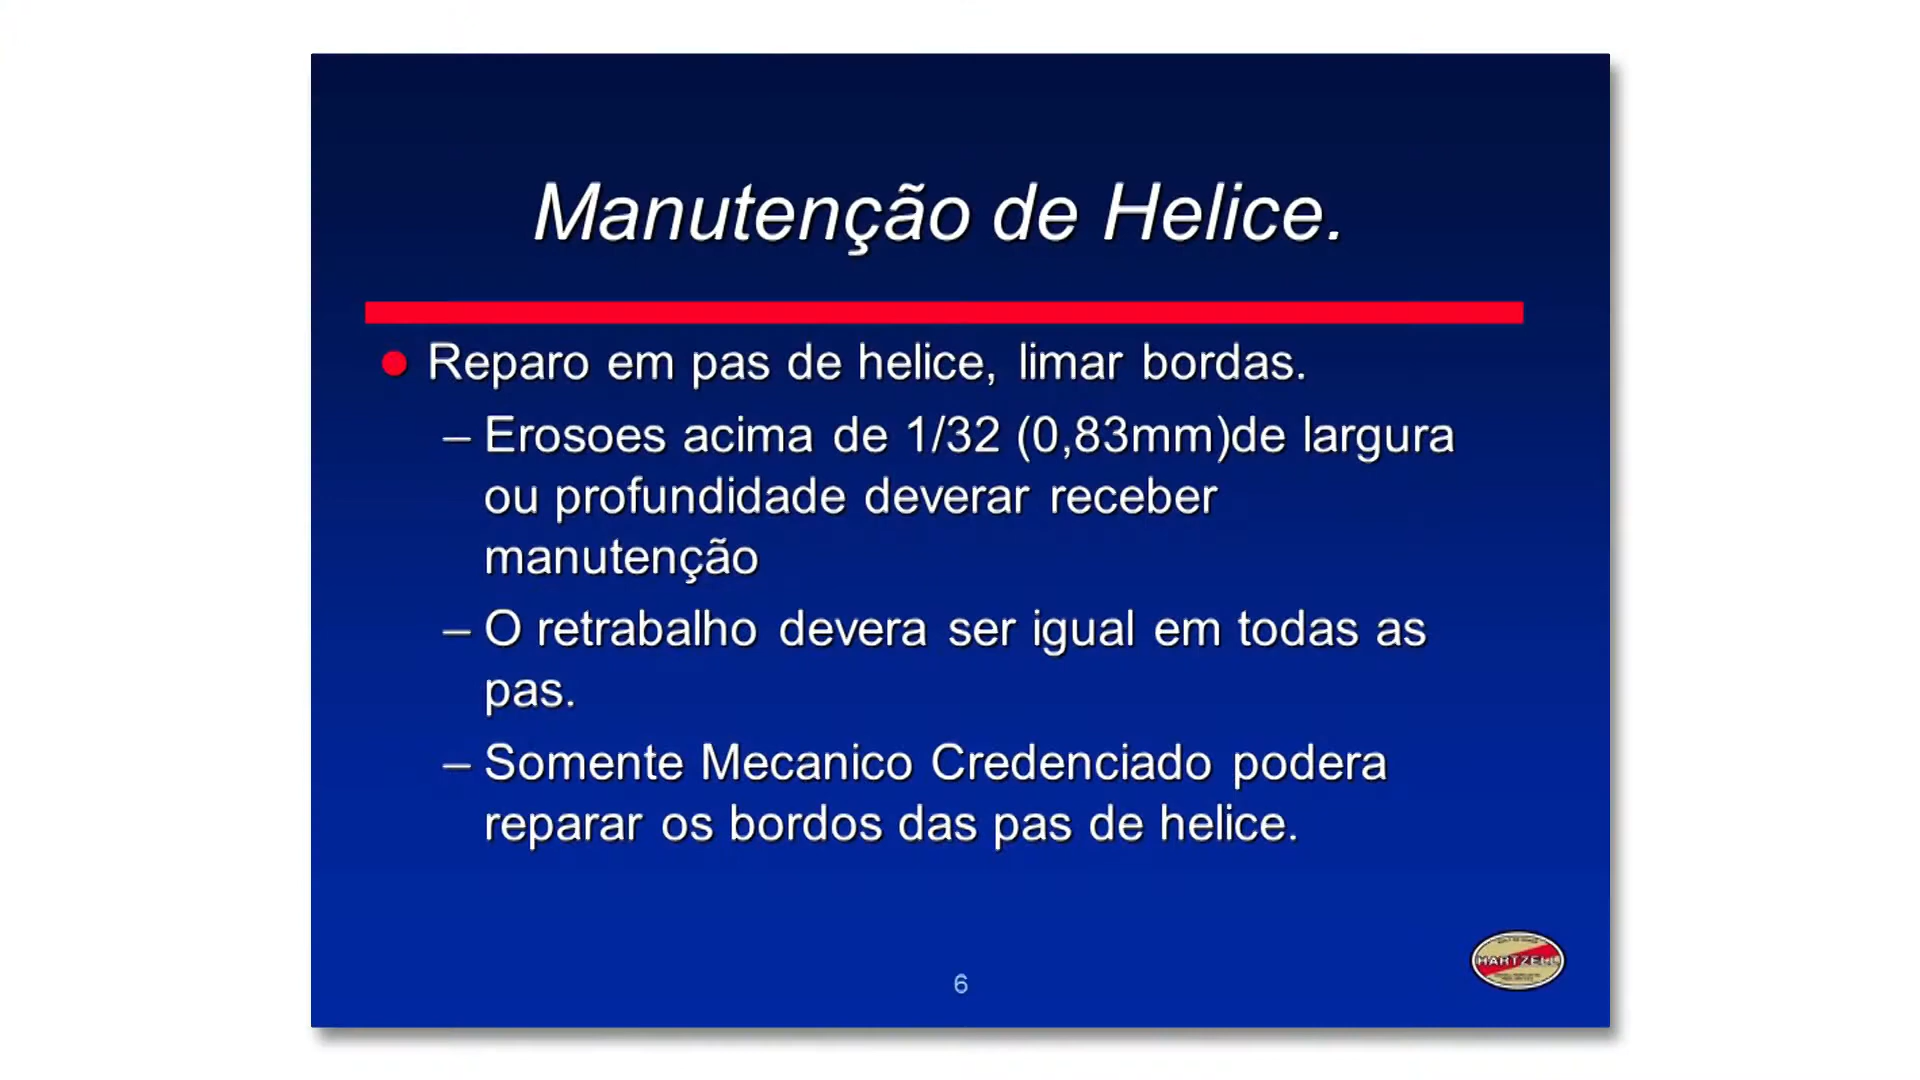 Manutenção de Helice.
Reparo em pas de helice, limar bordas.
– Erosoes acima de 1/32 (0,83mm)de largura
ou profundidade deverar receber
manutenção
– O retrabalho devera ser igual em todas as
pas.
– Somente Mecanico Credenciado podera
reparar os bordos das pas de helice.
HARTZELL
6